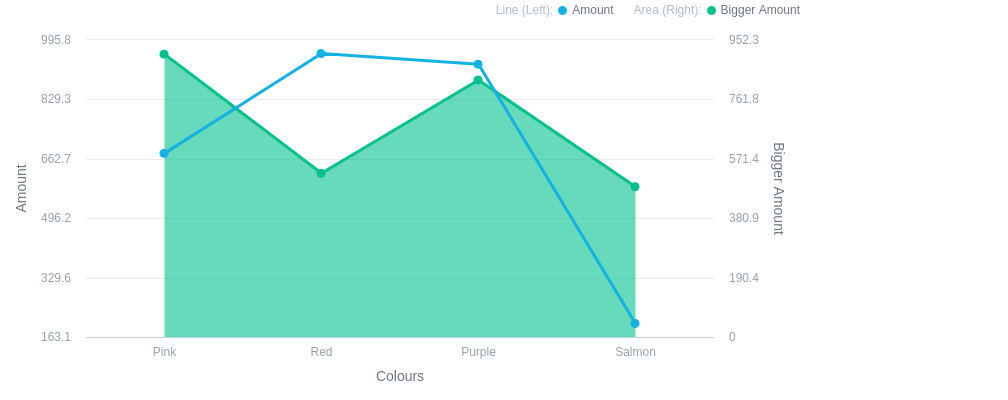 Line (Left): Amount Area (Right): Bigger Amount
995.8 952.3
829.3 761.8
662.7 571.4
496.2 380.9
329.6 190.4
163.1 0
Amount
Bigger Amount
Pink Red Purple Salmon
Colours